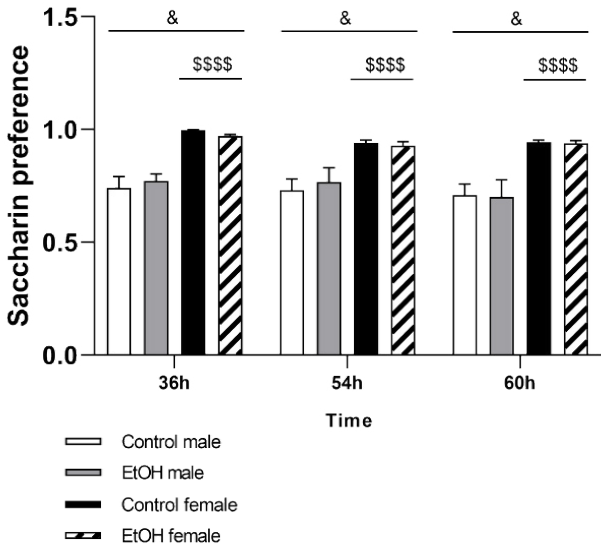 Saccharin preference
1.5
1.0
0.5
0.0
& & &
$$$$ $$$$ $$$$
36h 54h 60h
Time
Control male
EtOH male
Control female
EtOH female